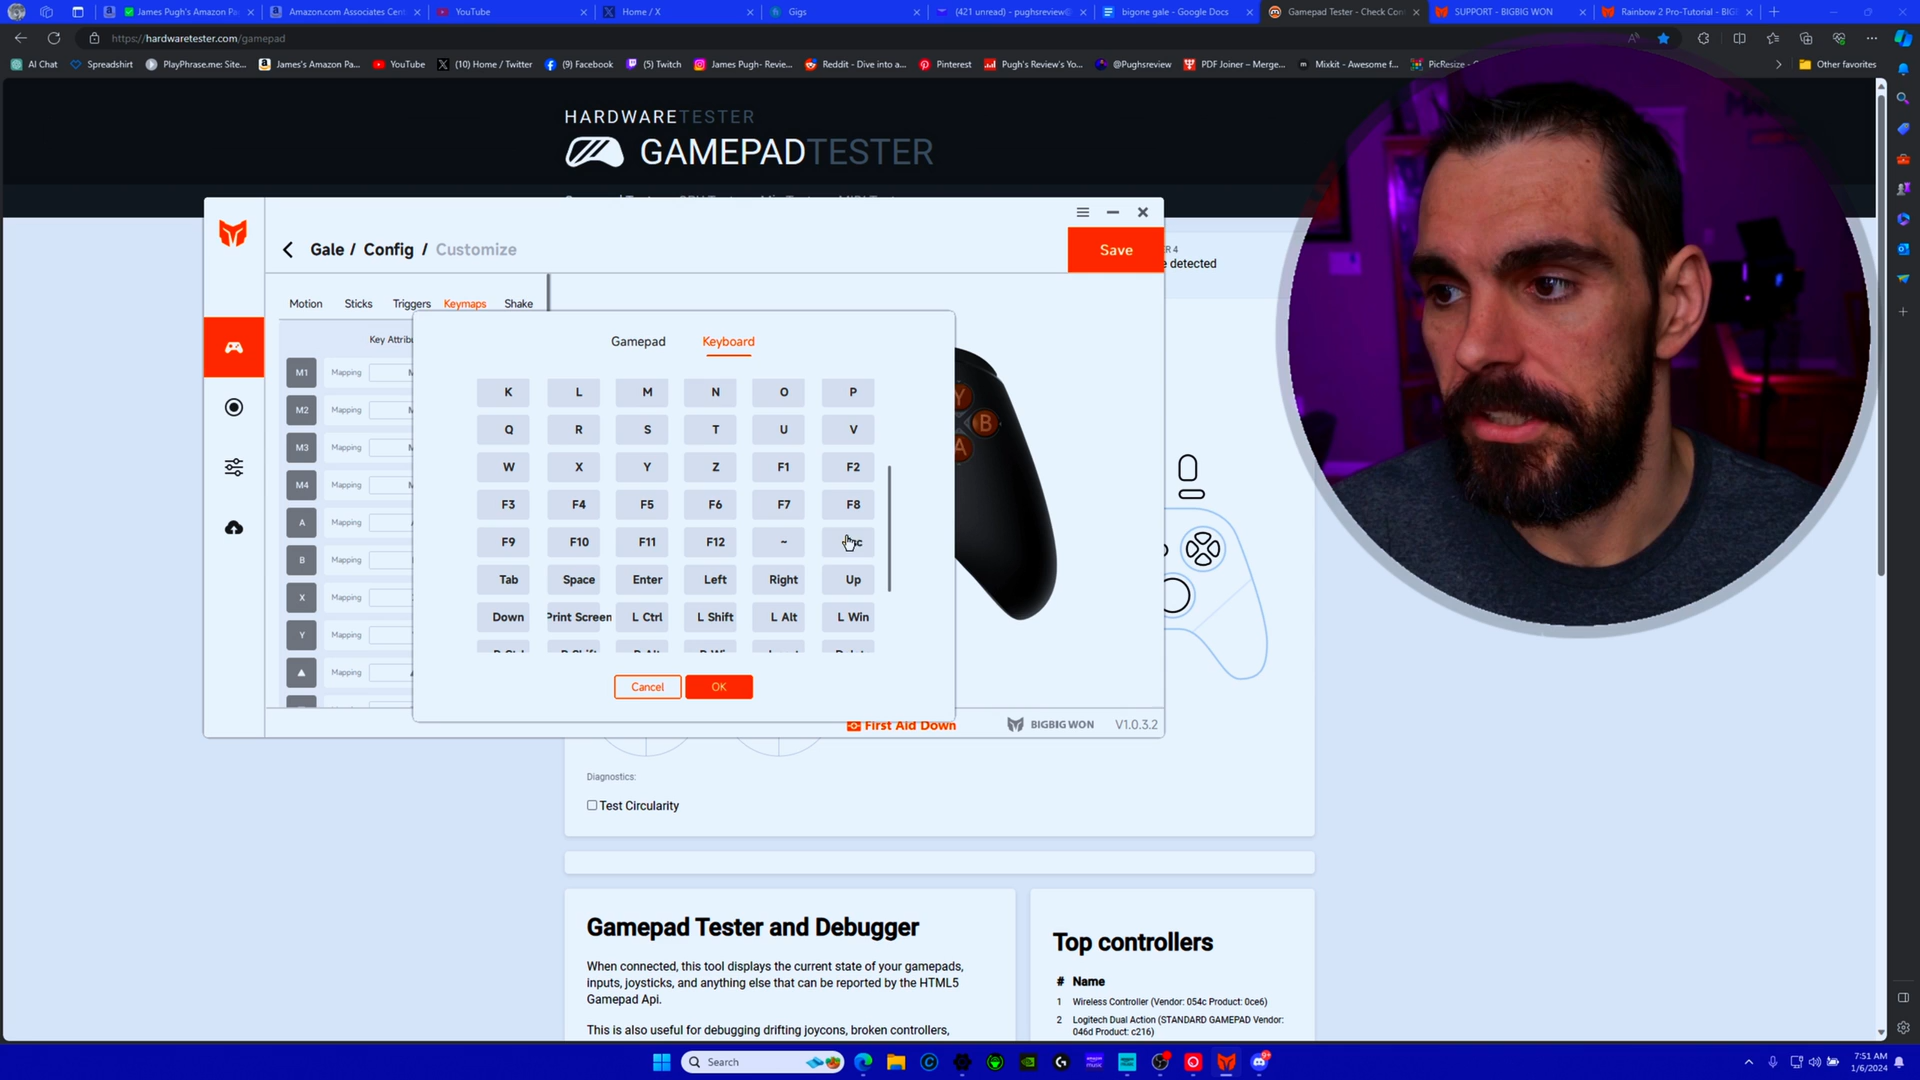 James Pugh's Amazon Pa
Amazon.com Associates Cent
YouTube
Home / X
Gigs
(421 unread) - pughsreview@
bigone gale - Google Docs
Gamepad Tester - Check Con
SUPPORT - BIGBIG WON
Rainbow 2 Pro-Tutorial - BIG
https://hardwaretester.com/gamepad
AI Chat
Spreadshirt
PlayPhrase.me: Site...
James's Amazon Pa...
YouTube
(10) Home / Twitter
(9) Facebook
(5) Twitch
James Pugh- Revie...
Reddit - Dive into a...
Pinterest
Pugh's Review's Yo...
@Pughsreview
PDF Joiner – Merge...
Mixkit - Awesome f...
PicResize -
Other favorites
HARDWARETESTER
GAMEPADTESTER
Gale / Config / Customize
Save
R 4
e detected
Motion
Sticks
Triggers
Keymaps
Shake
Key Attribu
Gamepad
Keyboard
M1 Mapping
M2 Mapping
M3 Mapping
M4 Mapping
A Mapping
B Mapping
X Mapping
Y Mapping
▲ Mapping
K L M N O P
Q R S T U V
W X Y Z F1 F2
F3 F4 F5 F6 F7 F8
F9 F10 F11 F12 ~
Tab Space Enter Left Right Up
Down Print Screen L Ctrl L Shift L Alt L Win
Y
B
A
Cancel
OK
First Aid Down
BIGBIG WON
V1.0.3.2
Diagnostics:
Test Circularity
Gamepad Tester and Debugger
When connected, this tool displays the current state of your gamepads,
inputs, joysticks, and anything else that can be reported by the HTML5
Gamepad Api.
This is also useful for debugging drifting joycons, broken controllers,
Top controllers
# Name
1 Wireless Controller (Vendor: 054c Product: 0ce6)
2 Logitech Dual Action (STANDARD GAMEPAD Vendor:
046d Product: c216)
Search
7:51 AM
1/6/2024